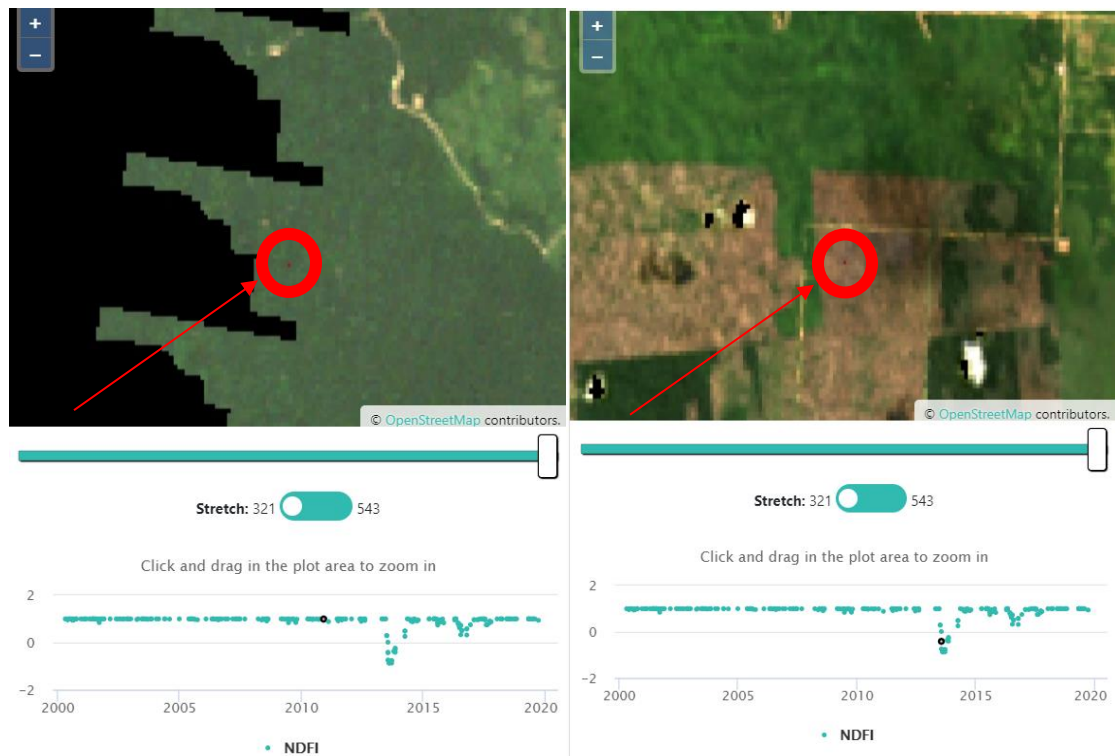 +
−
© OpenStreetMap contributors.
Stretch: 321 543
Click and drag in the plot area to zoom in
2
0
−2
2000 2005 2010 2015 2020
NDFI
+
−
© OpenStreetMap contributors.
Stretch: 321 543
Click and drag in the plot area to zoom in
2
0
−2
2000 2005 2010 2015 2020
NDFI